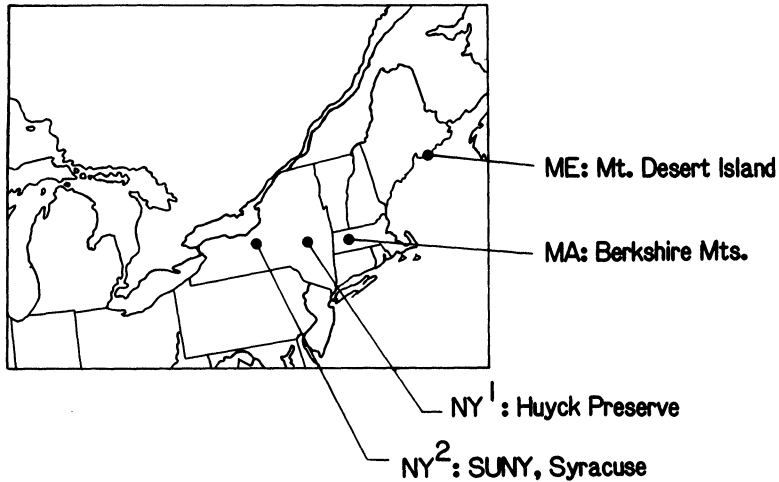 ME: Mt. Desert Island
MA: Berkshire Mts.
NY¹: Huyck Preserve
NY²: SUNY, Syracuse